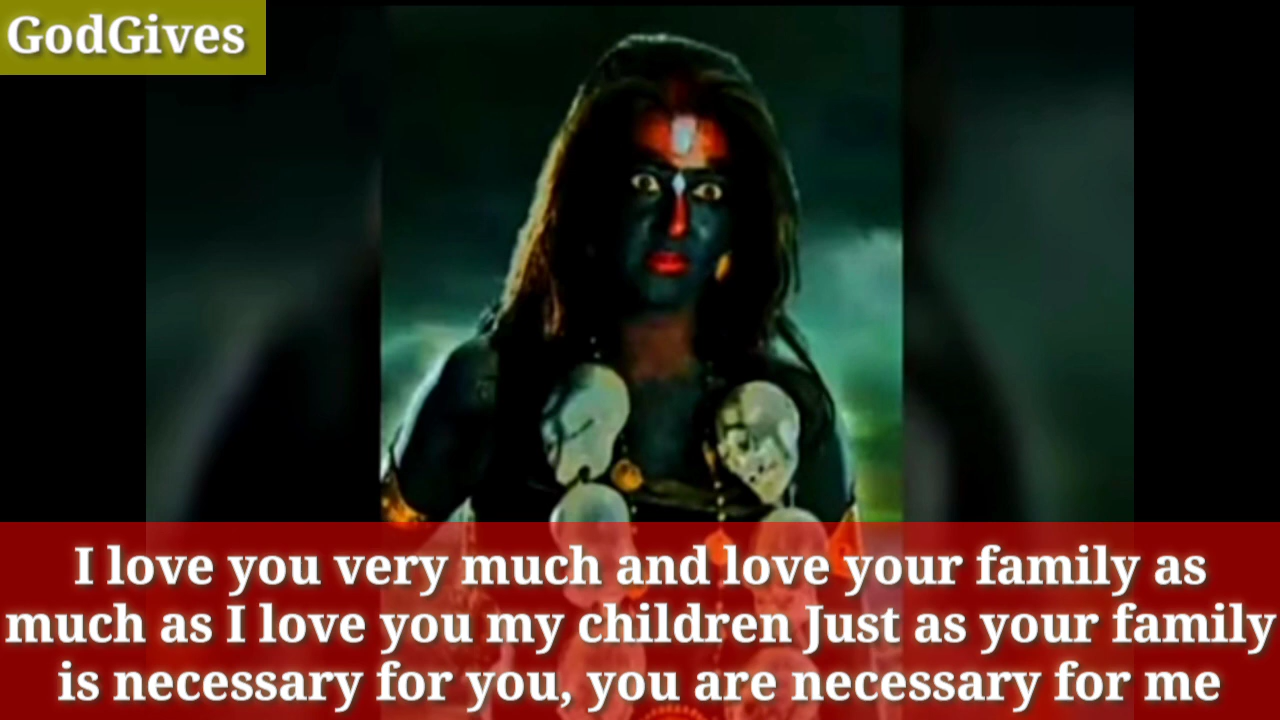 GodGives
I love you very much and love your family as
much as I love you my children Just as your family
is necessary for you, you are necessary for me